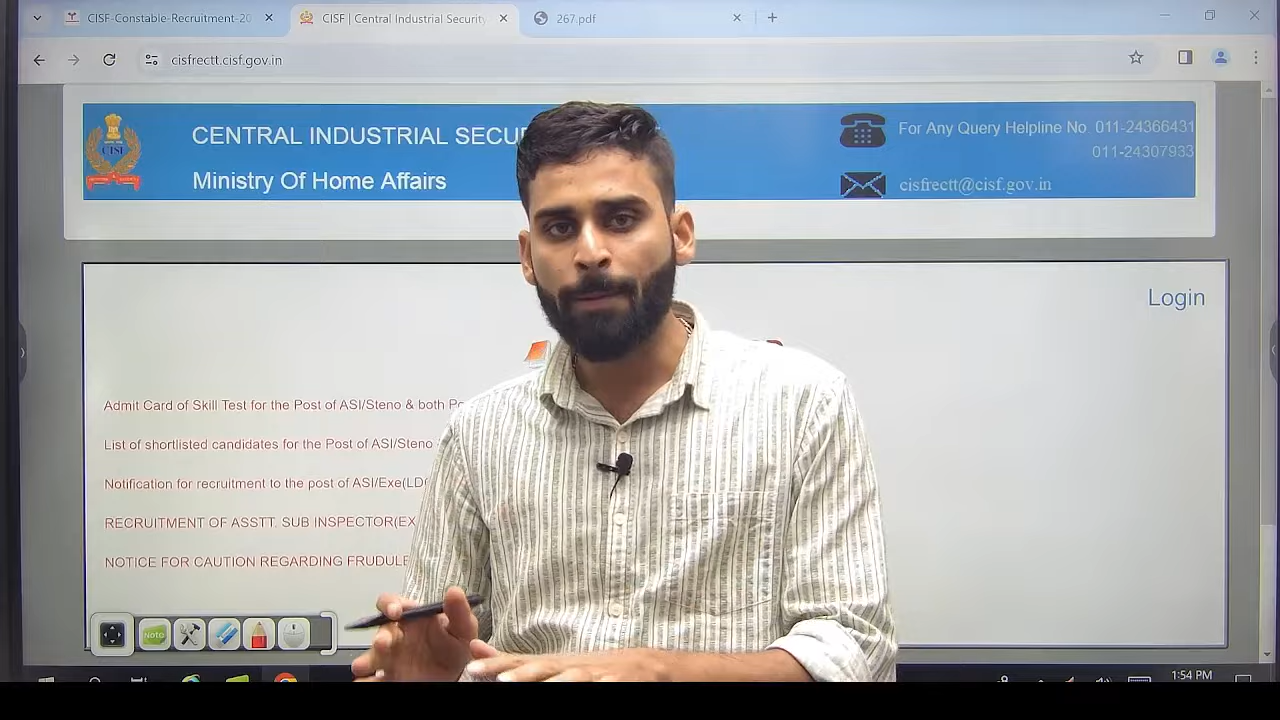 CISF-Constable-Recruitment-20
CISF | Central Industrial Security
267.pdf
cisfrectt.cisf.gov.in
CISF
CENTRAL INDUSTRIAL SECU
Ministry Of Home Affairs
For Any Query Helpline No. 011-24366431
011-24307933
cisfrectt@cisf.gov.in
Login
Admit Card of Skill Test for the Post of ASI/Steno & both Po
List of shortlisted candidates for the Post of ASI/Steno
Notification for recruitment to the post of ASI/Exe(LD
RECRUITMENT OF ASSTT. SUB INSPECTOR(EX
NOTICE FOR CAUTION REGARDING FRUDULE
Note
1:54 PM